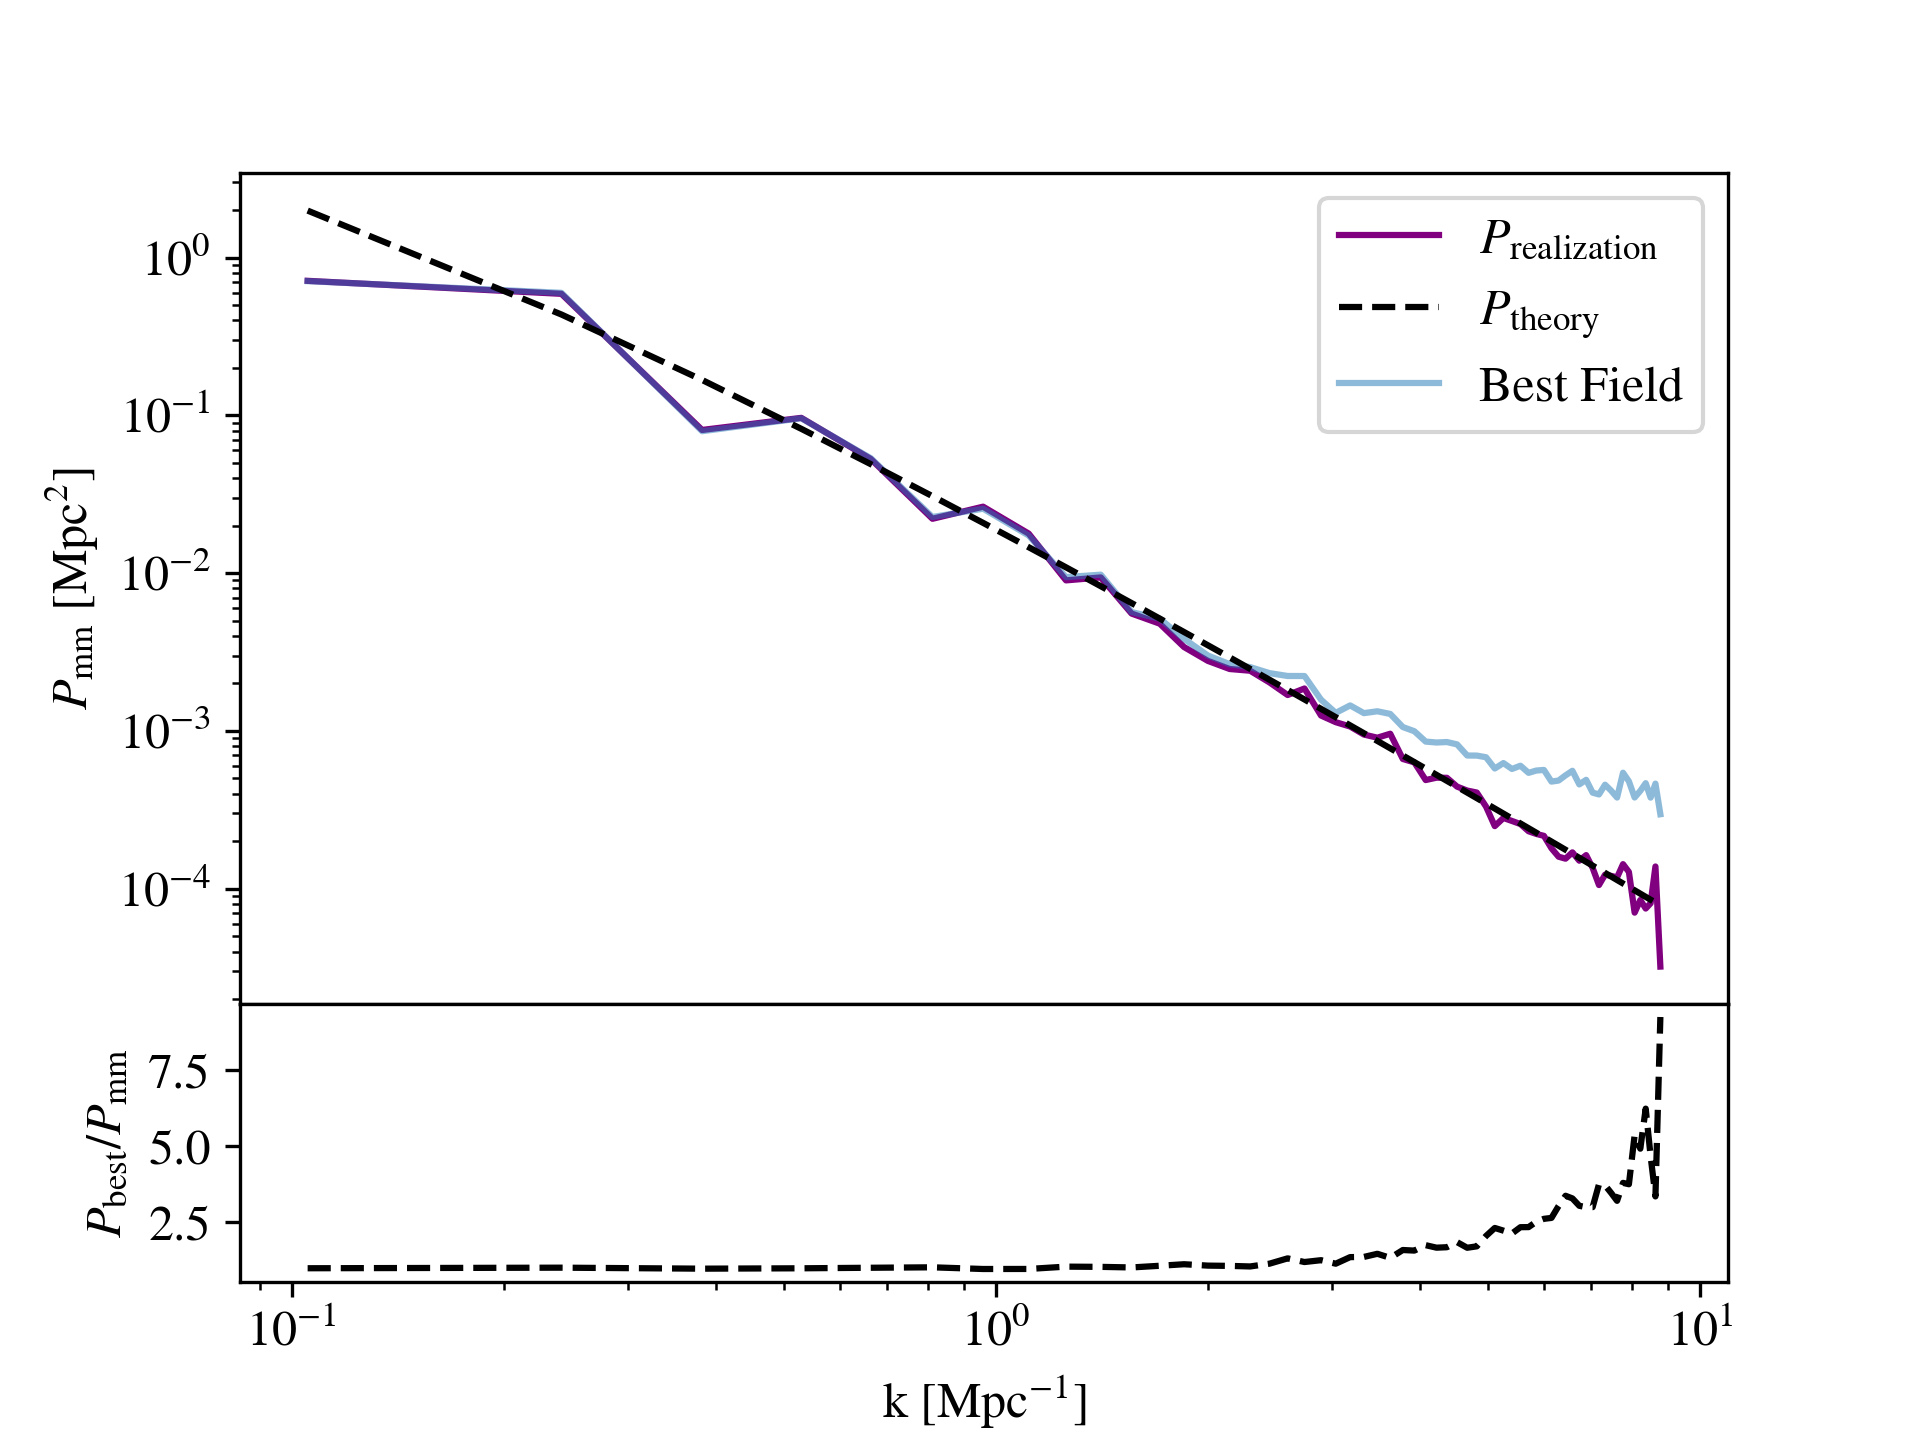 P_realization
P_theory
Best Field
10^0
10^−1
10^−2
10^−3
10^−4
P_mm [Mpc^2]
7.5
5.0
2.5
P_best/P_mm
10^−1
10^0
10^1
k [Mpc^−1]